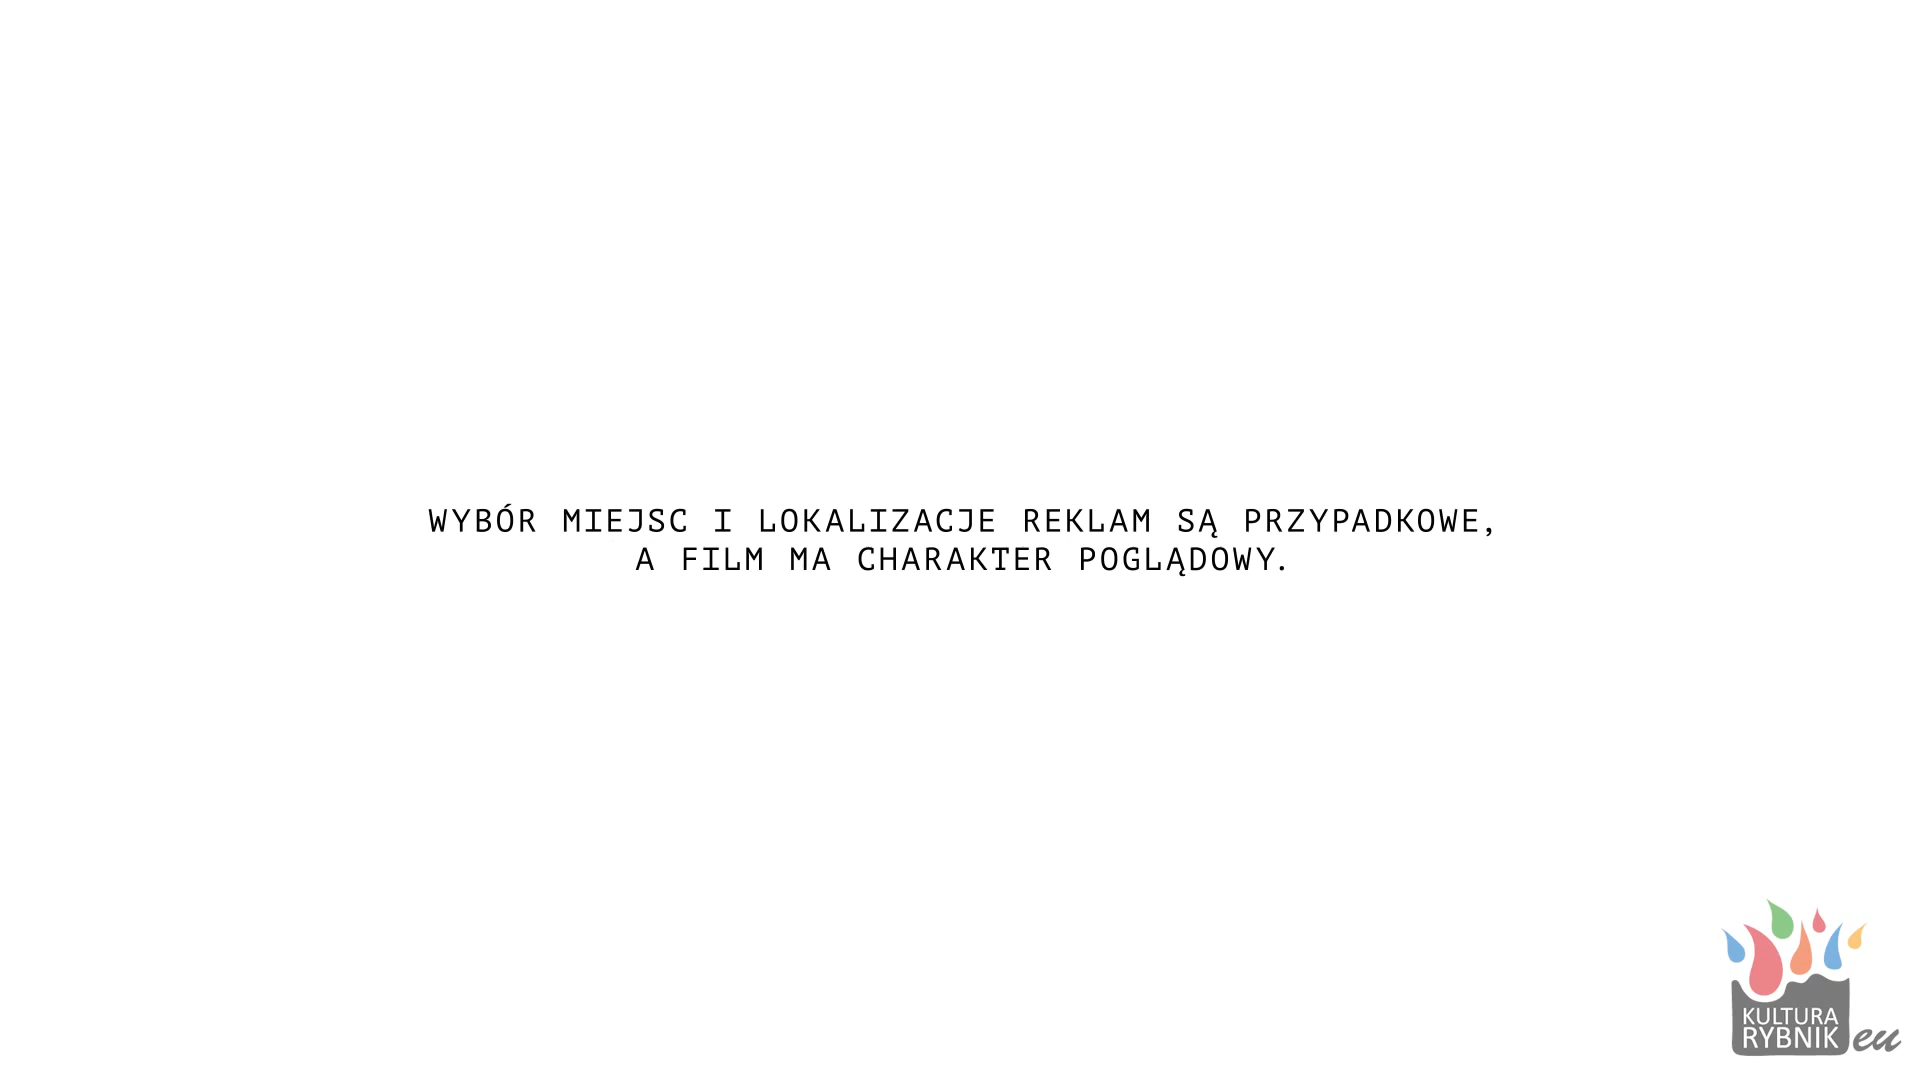 WYBÓR MIEJSC I LOKALIZACJE REKLAM SĄ PRZYPADKOWE,
A FILM MA CHARAKTER POGLĄDOWY.
KULTURA
RYBNIK eu